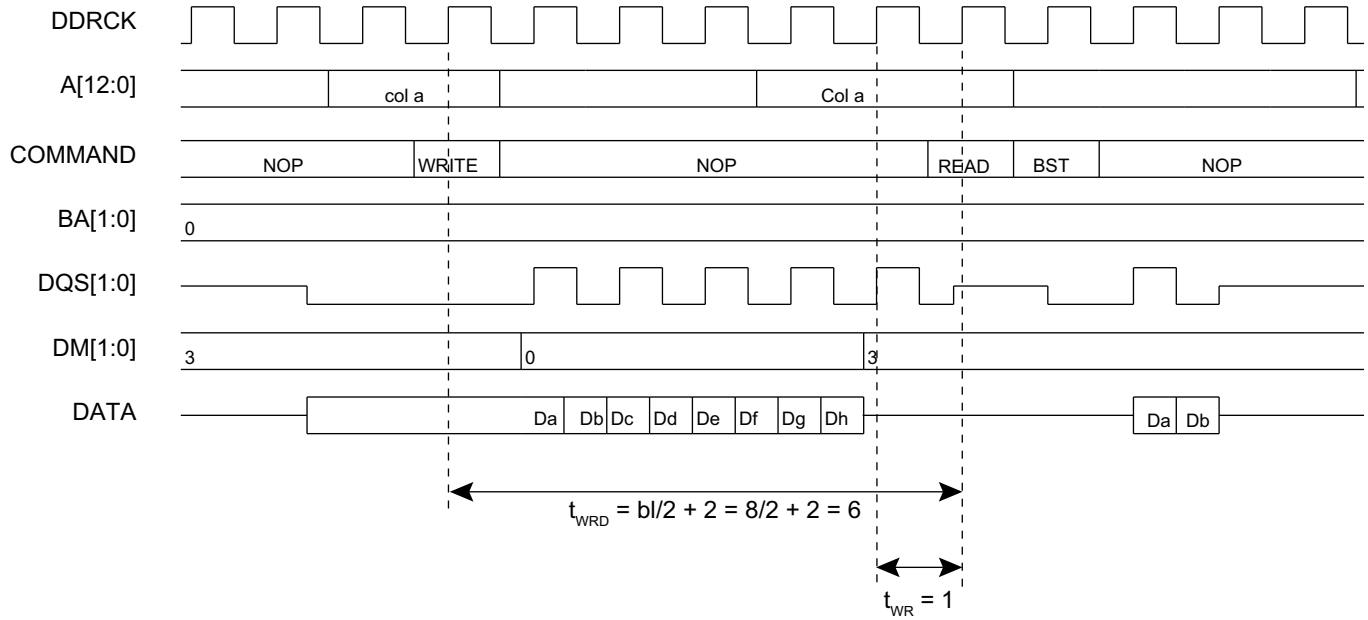 DDRCK
A[12:0] col a Col a
COMMAND NOP WRITE NOP READ BST NOP
BA[1:0] 0
DQS[1:0]
DM[1:0] 3 0 3
DATA Da Db Dc Dd De Df Dg Dh Da Db
tWRD = bl/2 + 2 = 8/2 + 2 = 6
tWR = 1